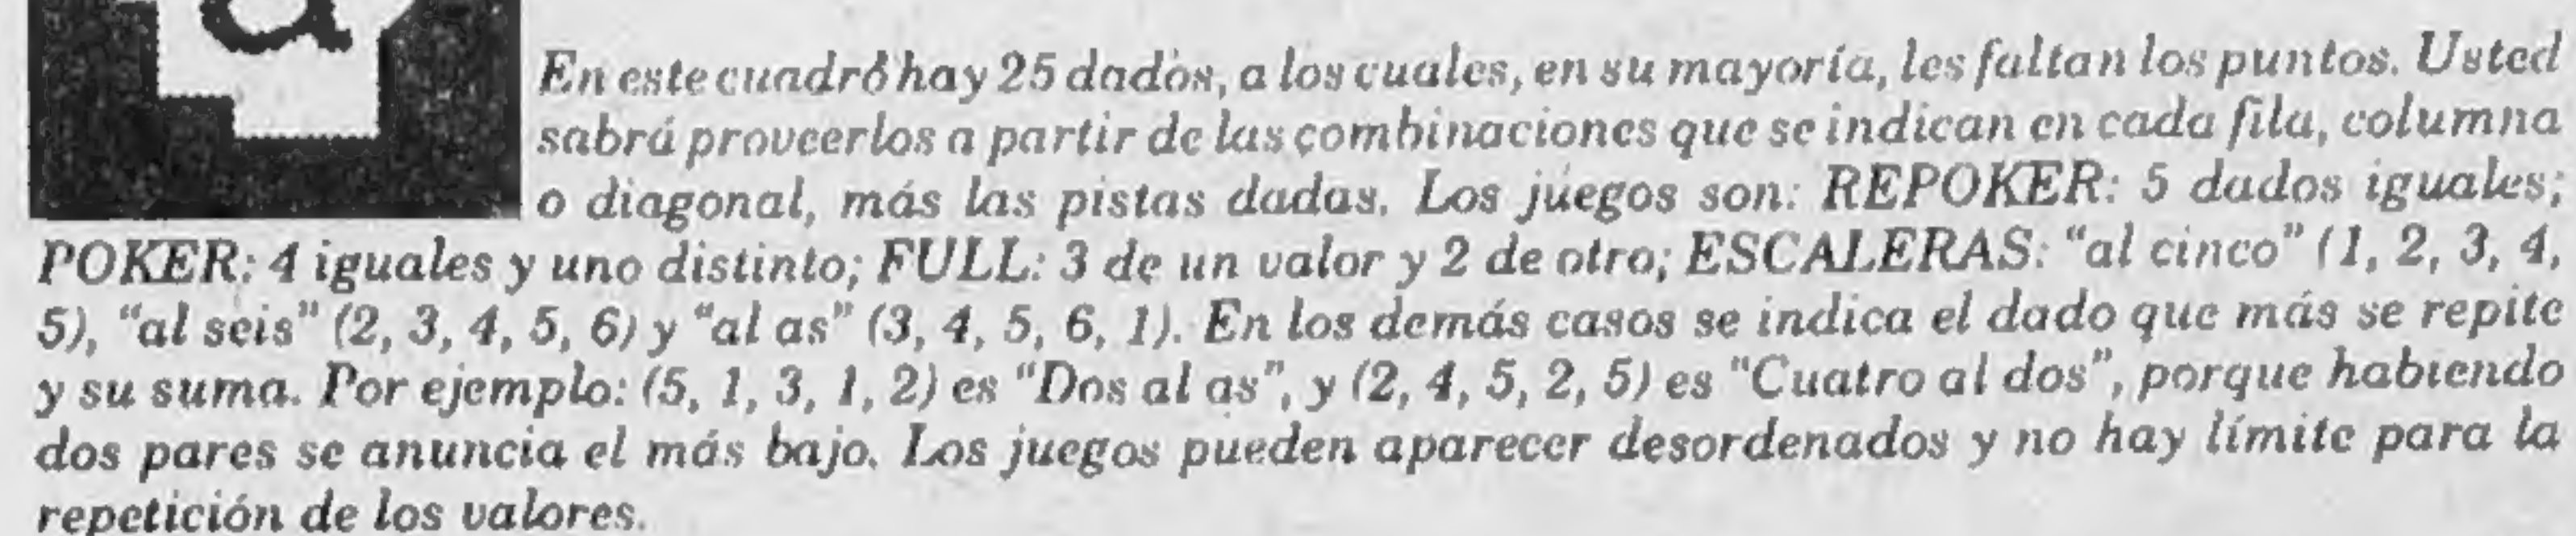 En este cuadró hay 25 dados, a los cuales, en su mayoría, les faltan los puntos. Usted
sabrá proveerlos a partir de las combinaciones que se indican en cada fila, columna
o diagonal, más las pistas dadas. Los juegos son: REPOKER: 5 dados iguales;
POKER: 4 iguales y uno distinto; FULL: 3 de un valor y 2 de otro; ESCALERAS: "al cinco" (1, 2, 3, 4,
5), "al seis" (2, 3, 4, 5, 6) y "al as" (3, 4, 5, 6, 1). En los demás casos se indica el dado que más se repite
y su suma. Por ejemplo: (5, 1, 3, 1, 2) es "Dos al as", y (2, 4, 5, 2, 5) es "Cuatro al dos", porque habiendo
dos pares se anuncia el más bajo. Los juegos pueden aparecer desordenados y no hay límite para la
repetición de los valores.